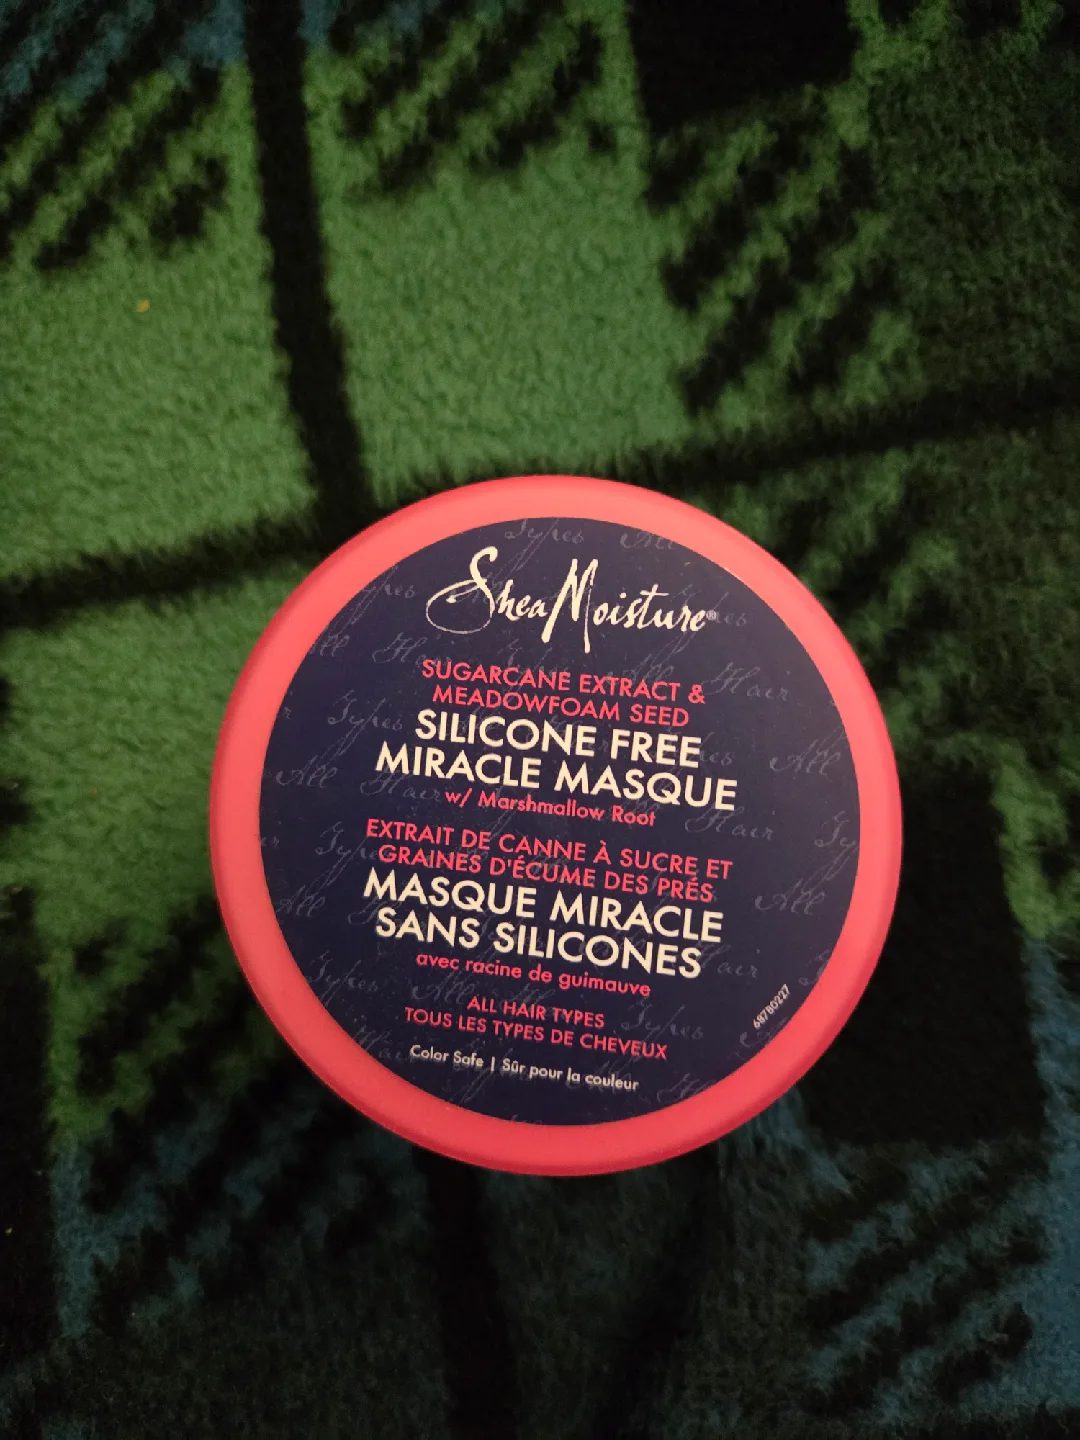 SheaMoisture®
SUGARCANE EXTRACT &
MEADOWFOAM SEED
SILICONE FREE
MIRACLE MASQUE
w/ Marshmallow Root
EXTRAIT DE CANNE À SUCRE ET
GRAINES D'ÉCUME DES PRÉS
MASQUE MIRACLE
SANS SILICONES
avec racine de guimauve
ALL HAIR TYPES
TOUS LES TYPES DE CHEVEUX
Color Safe | Sûr pour la couleur
687B0227